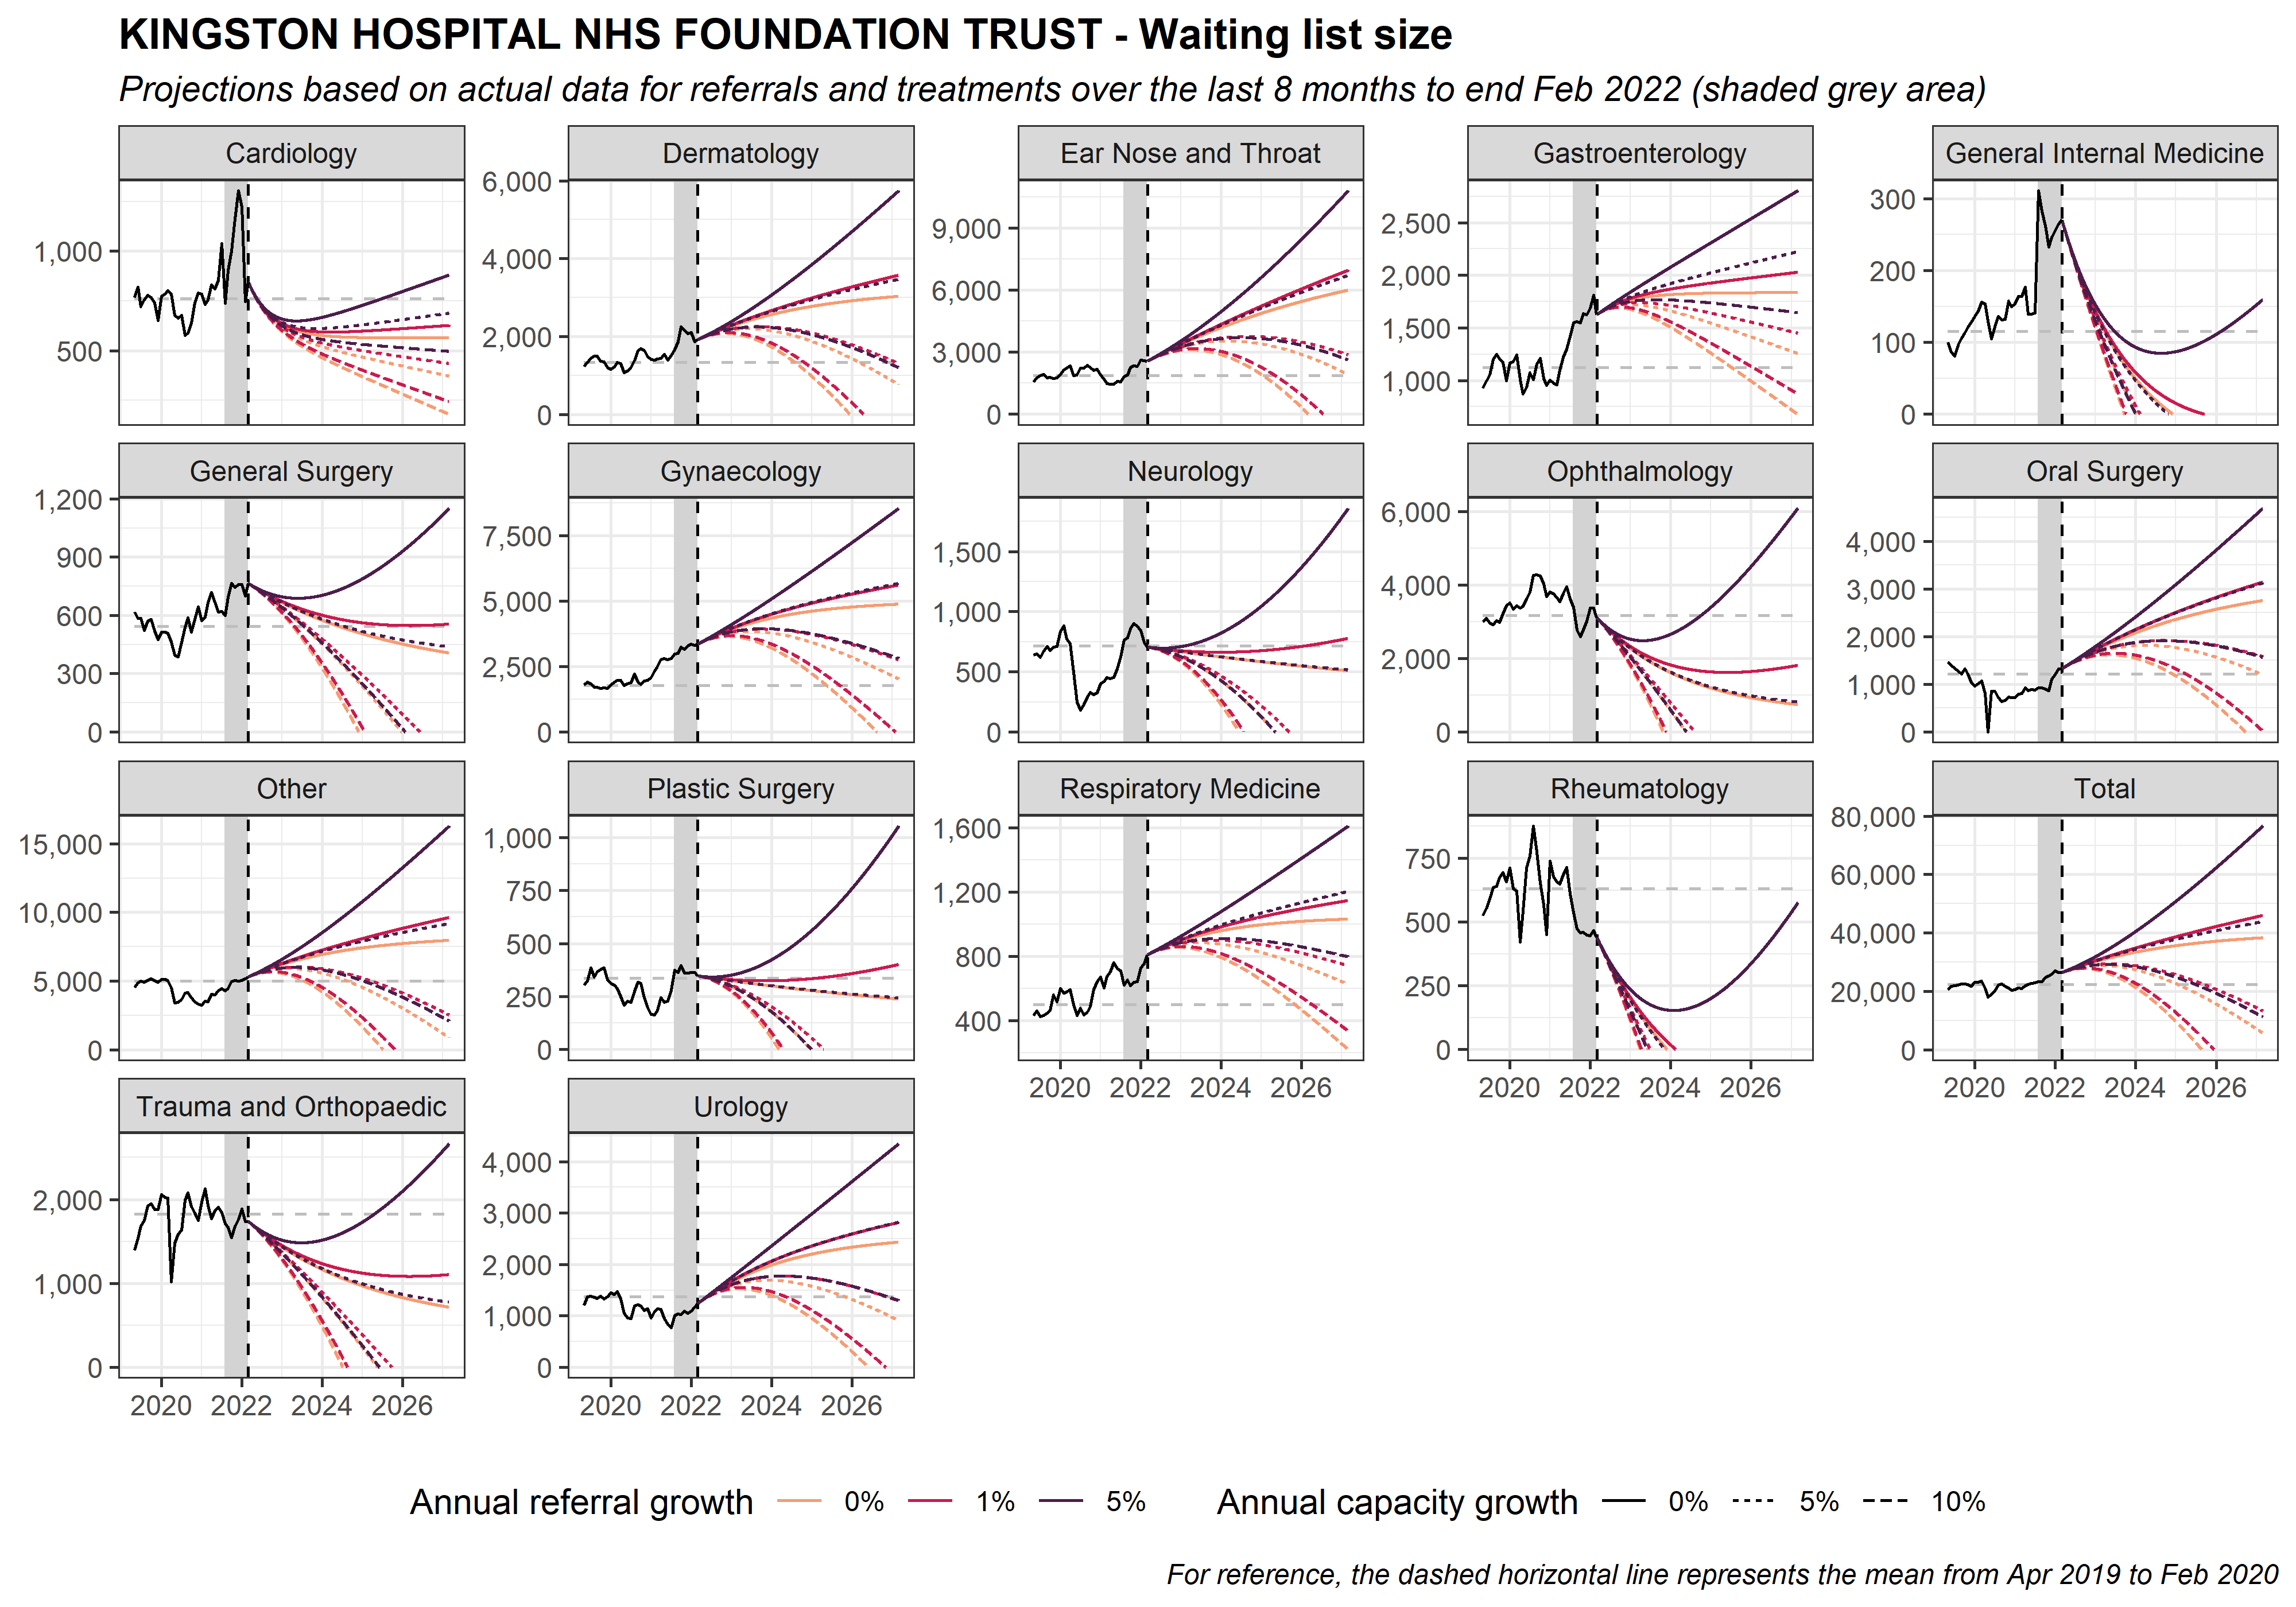 KINGSTON HOSPITAL NHS FOUNDATION TRUST - Waiting list size
Projections based on actual data for referrals and treatments over the last 8 months to end Feb 2022 (shaded grey area)
Cardiology
1,000
500
Dermatology
6,000
4,000
2,000
0
Ear Nose and Throat
9,000
6,000
3,000
0
Gastroenterology
2,500
2,000
1,500
1,000
General Internal Medicine
300
200
100
0
General Surgery
1,200
900
600
300
0
Gynaecology
7,500
5,000
2,500
0
Neurology
1,500
1,000
500
0
Ophthalmology
6,000
4,000
2,000
0
Oral Surgery
4,000
3,000
2,000
1,000
0
Other
15,000
10,000
5,000
0
Plastic Surgery
1,000
750
500
250
0
Respiratory Medicine
1,600
1,200
800
400
2020 2022 2024 2026
Rheumatology
750
500
250
0
2020 2022 2024 2026
Total
80,000
60,000
40,000
20,000
0
2020 2022 2024 2026
Trauma and Orthopaedic
2,000
1,000
0
2020 2022 2024 2026
Urology
4,000
3,000
2,000
1,000
0
2020 2022 2024 2026
Annual referral growth 0% 1% 5% Annual capacity growth 0% 5% 10%
For reference, the dashed horizontal line represents the mean from Apr 2019 to Feb 2020